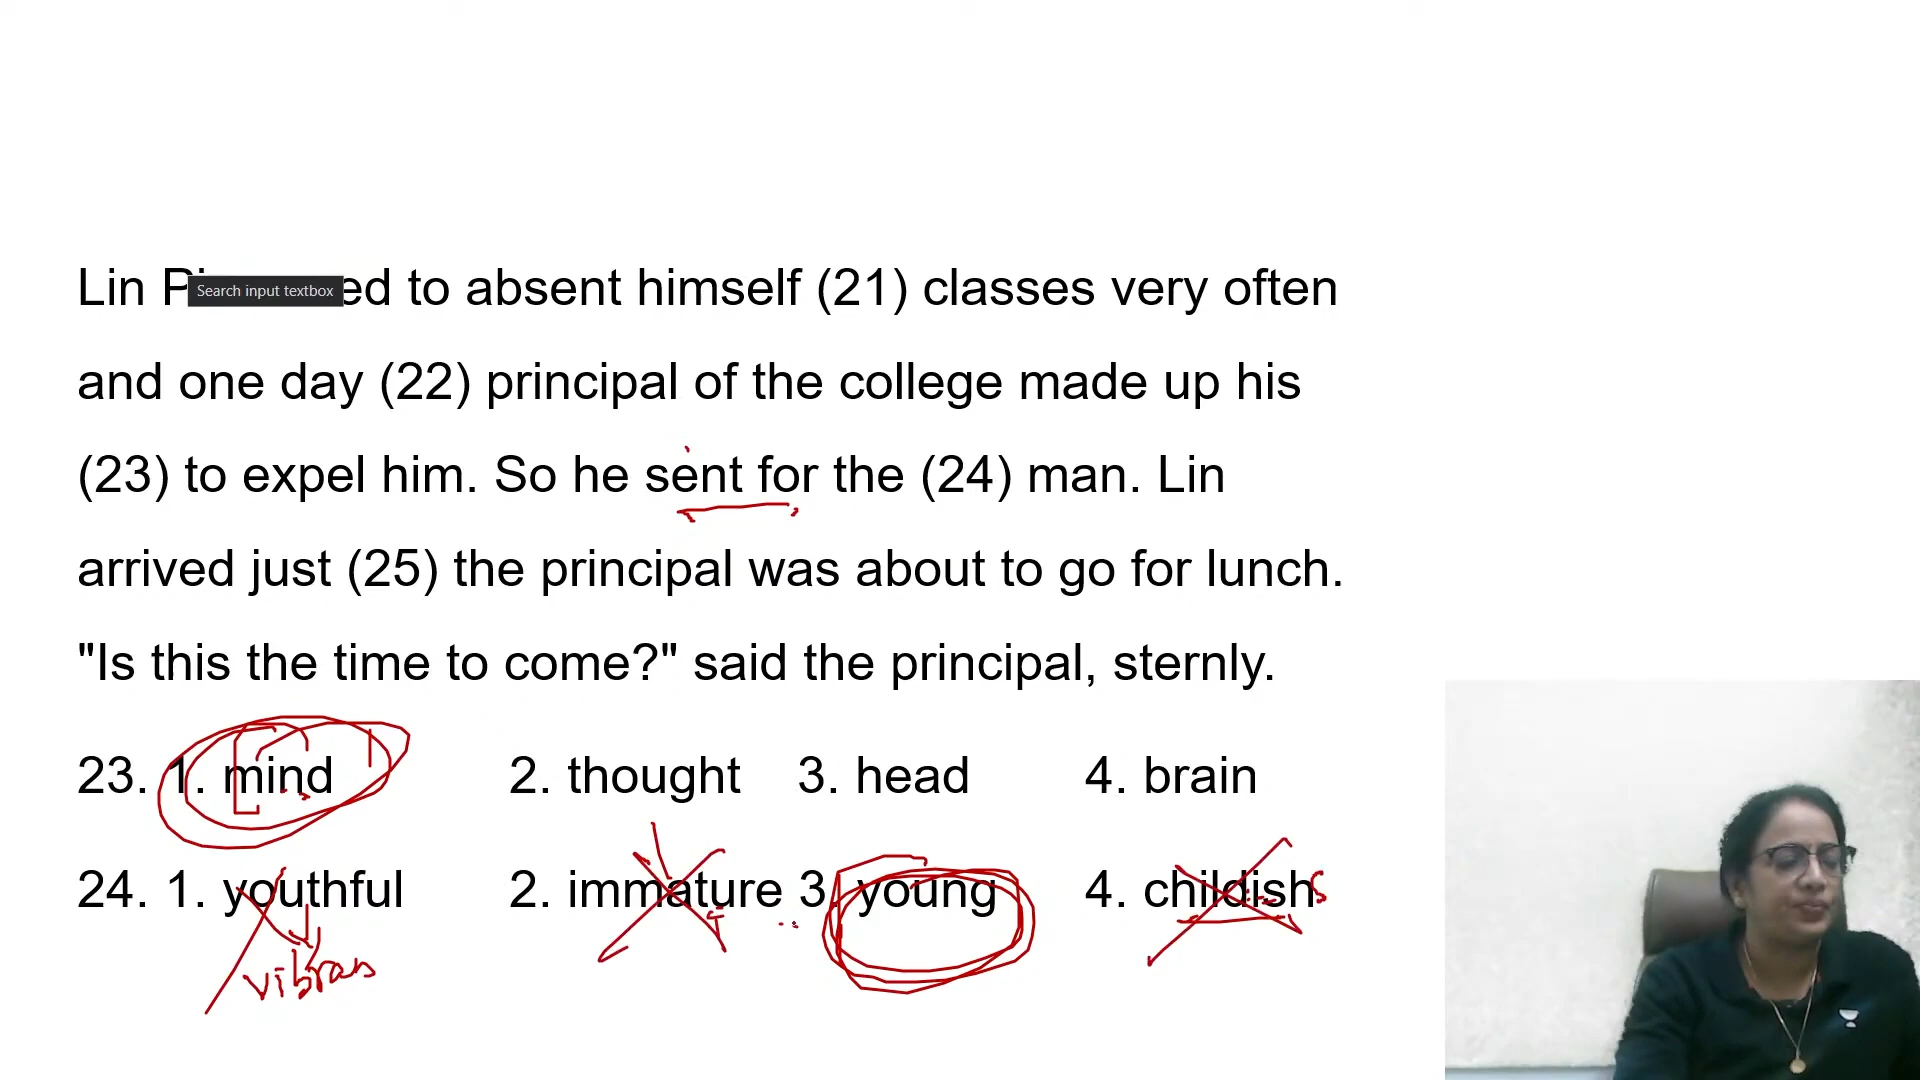 Lin P ed to absent himself (21) classes very often
Search input textbox
and one day (22) principal of the college made up his
(23) to expel him. So he sent for the (24) man. Lin
arrived just (25) the principal was about to go for lunch.
"Is this the time to come?" said the principal, sternly.
23. 1. mind 2. thought 3. head 4. brain
24. 1. youthful 2. immature 3. young 4. childish